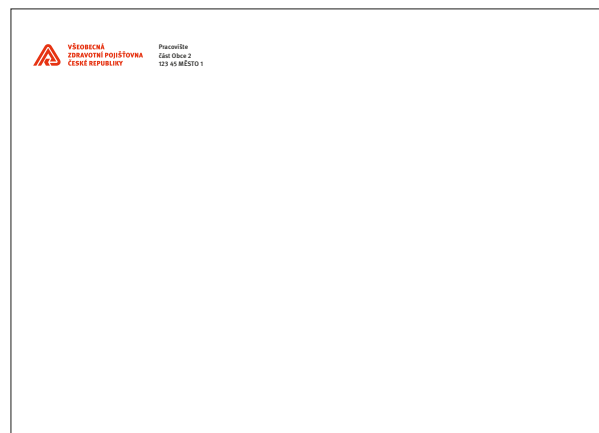 VŠEOBECNÁ
ZDRAVOTNÍ POJIŠŤOVNA
ČESKÉ REPUBLIKY
Pracoviště
část Obce 2
123 45 MĚSTO 1